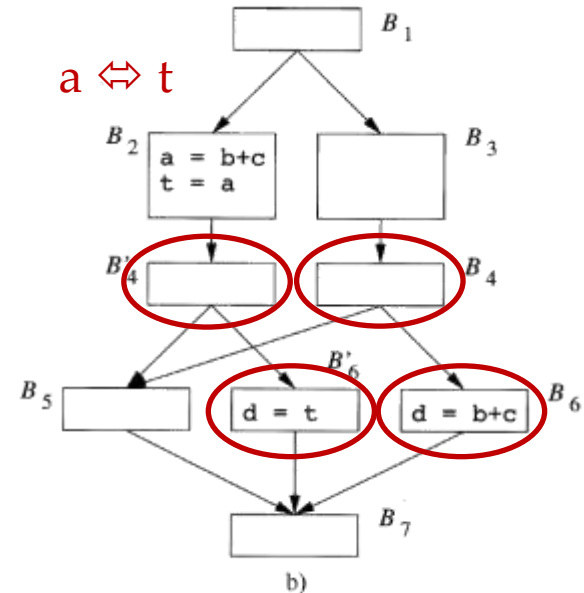 B1
a ⇔ t
B2
a = b+c
t = a
B3
B'4
B4
B5
B'6
d = t
d = b+c
B6
B7
b)